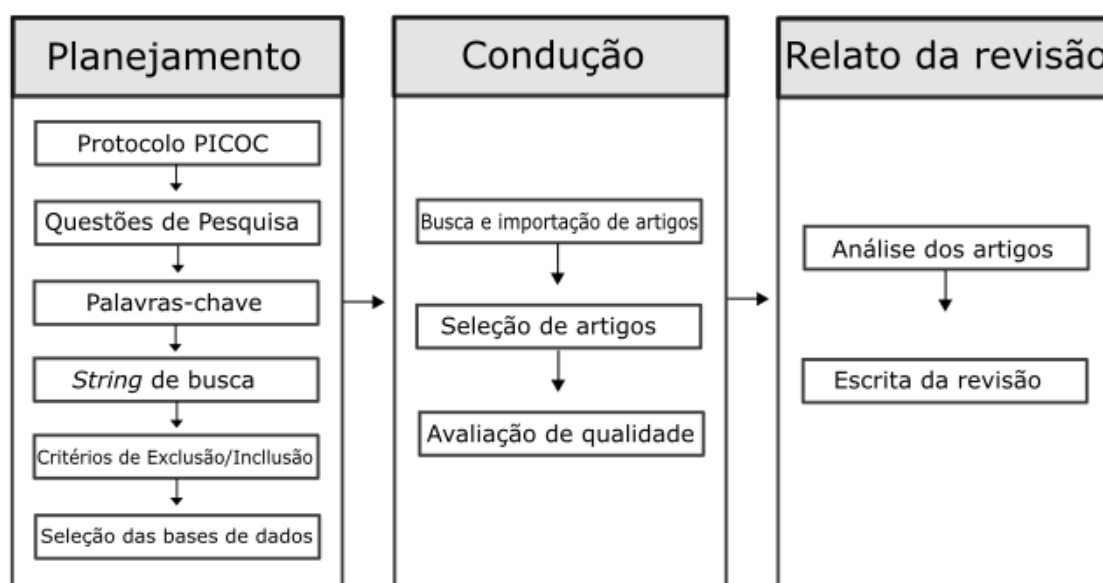 Planejamento
Protocolo PICOC
Questões de Pesquisa
Palavras-chave
String de busca
Critérios de Exclusão/Incllusão
Seleção das bases de dados
Condução
Busca e importação de artigos
Seleção de artigos
Avaliação de qualidade
Relato da revisão
Análise dos artigos
Escrita da revisão